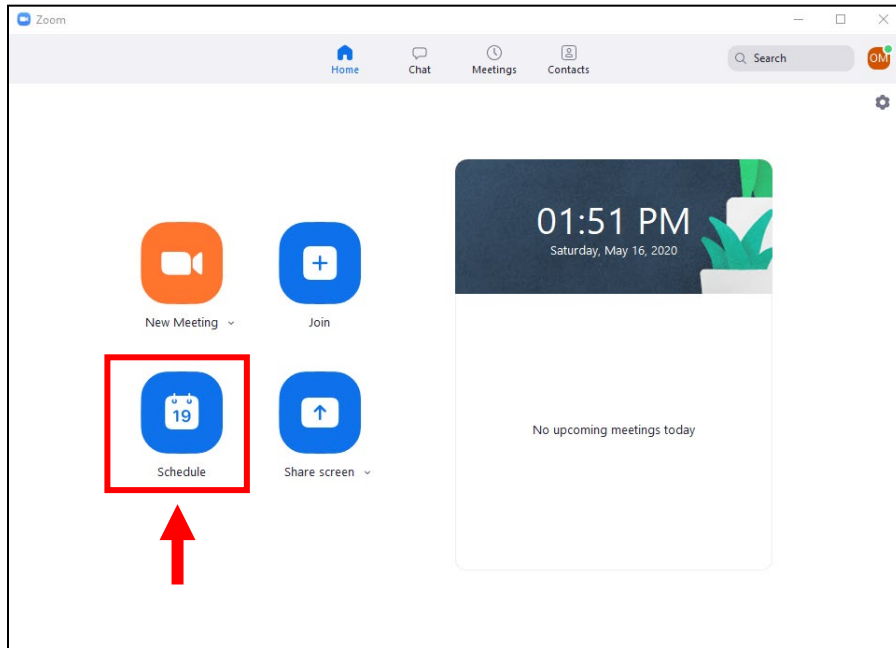 Zoom
Home
Chat
Meetings
Contacts
Search
OM
01:51 PM
Saturday, May 16, 2020
New Meeting
Join
19
Schedule
Share screen
No upcoming meetings today